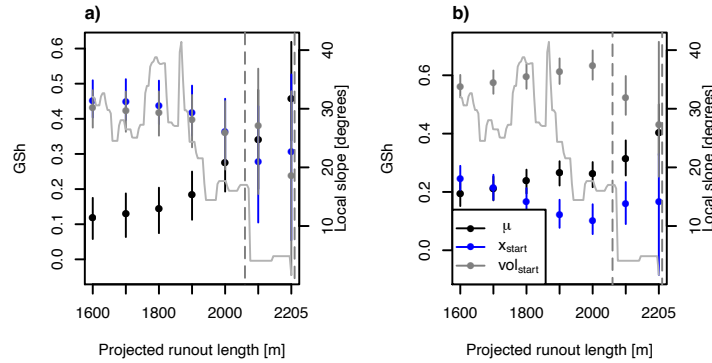 a)
0.6
0.5
0.4
0.3
0.2
0.1
0.0
GSh
40
30
20
10
Local slope [degrees]
1600
1800
2000
2205
Projected runout length [m]
b)
0.6
0.4
0.2
0.0
GSh
40
30
20
10
Local slope [degrees]
μ
xstart
volstart
1600
1800
2000
2205
Projected runout length [m]